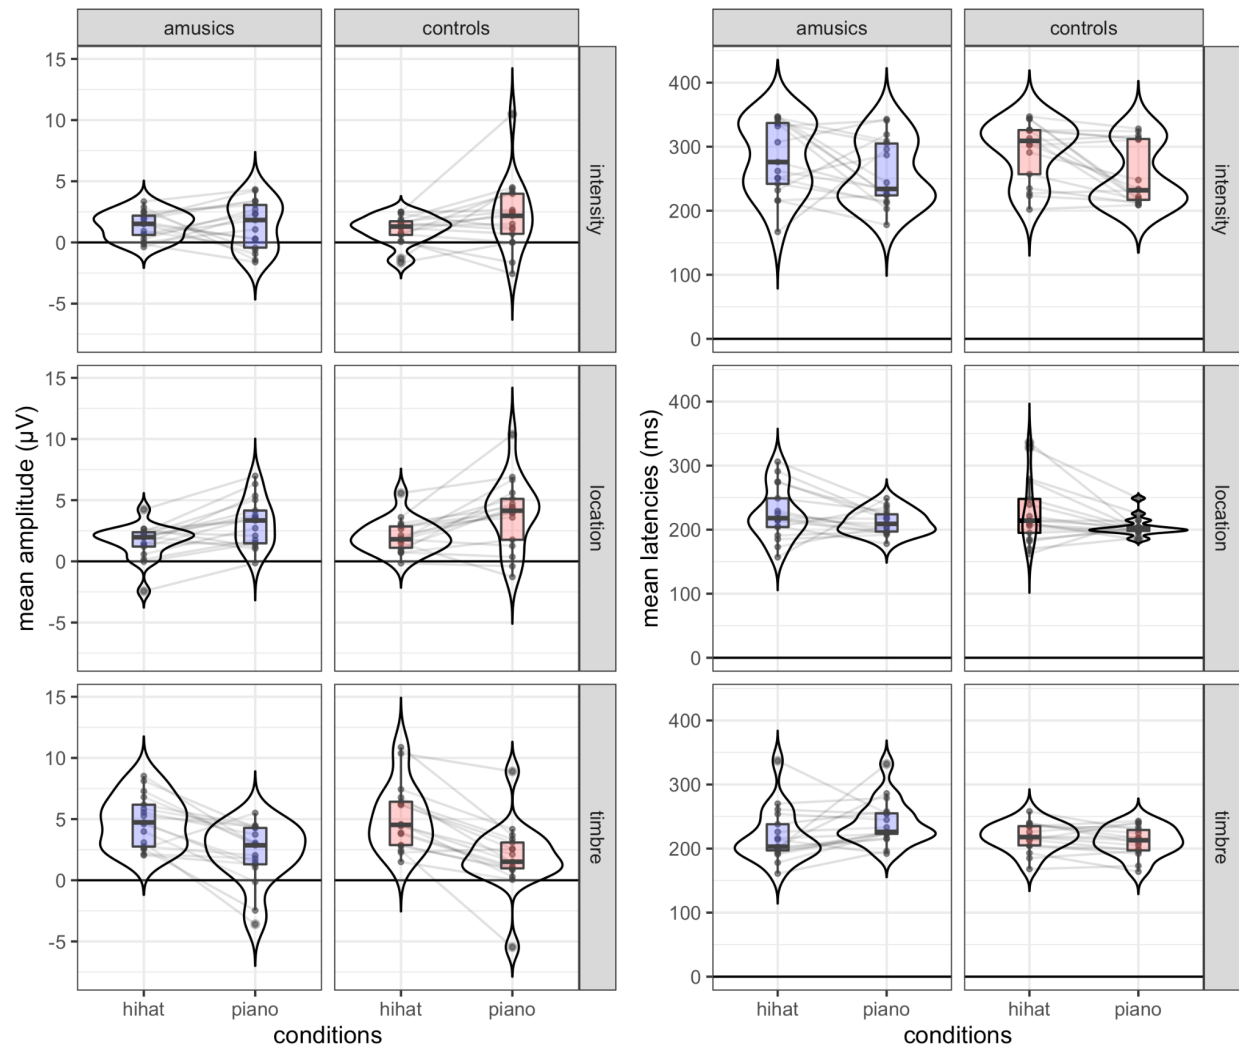 amusics controls
15
10
5
0
-5
intensity
15
10
5
0
-5
location
15
10
5
0
-5
timbre
mean amplitude (µV)
hihat piano hihat piano
conditions
amusics controls
400
300
200
100
0
intensity
400
300
200
100
0
location
400
300
200
100
0
timbre
mean latencies (ms)
hihat piano hihat piano
conditions